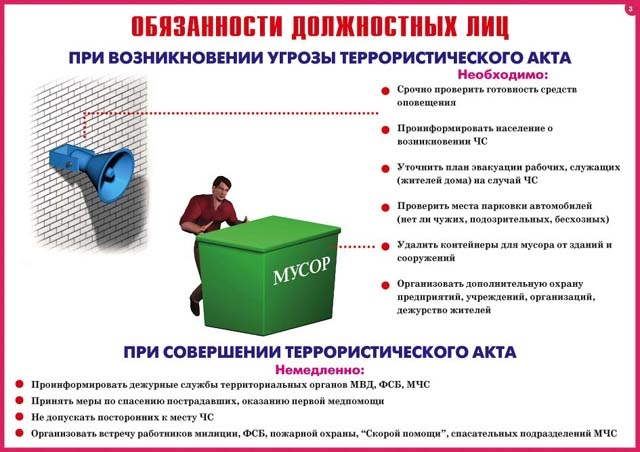 3
ОБЯЗАННОСТИ ДОЛЖНОСТНЫХ ЛИЦ
ПРИ ВОЗНИКНОВЕНИИ УГРОЗЫ ТЕРРОРИСТИЧЕСКОГО АКТА
Необходимо:
Срочно проверить готовность средств
оповещения
Проинформировать население о
возникновении ЧС
Уточнить план эвакуации рабочих, служащих
(жителей дома) на случай ЧС
Проверить места парковки автомобилей
(нет ли чужих, подозрительных, бесхозных)
Удалить контейнеры для мусора от зданий и
сооружений
МУСОР
Организовать дополнительную охрану
предприятий, учреждений, организаций,
дежурство жителей
ПРИ СОВЕРШЕНИИ ТЕРРОРИСТИЧЕСКОГО АКТА
Немедленно:
Проинформировать дежурные службы территориальных органов МВД, ФСБ, МЧС
Принять меры по спасению пострадавших, оказанию первой медпомощи
Не допускать посторонних к месту ЧС
Организовать встречу работников милиции, ФСБ, пожарной охраны, “Скорой помощи”, спасательных подразделений МЧС